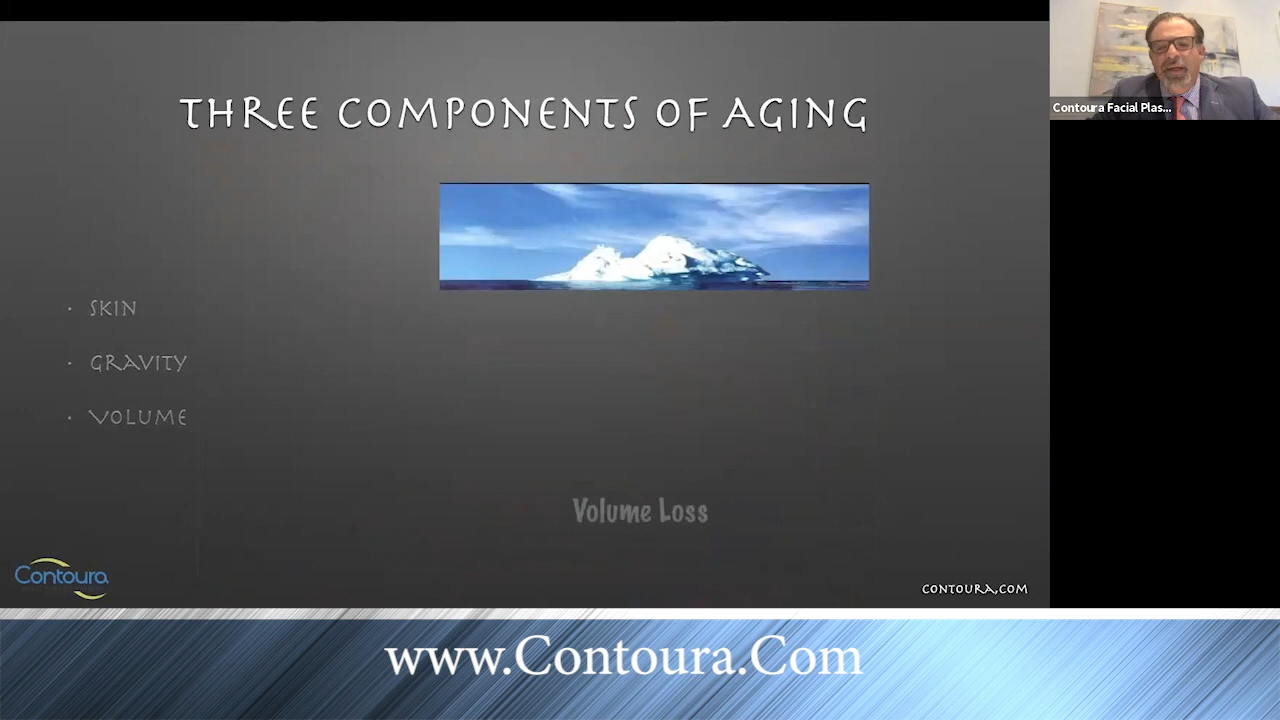 THREE COMPONENTS OF AGING
Contoura Facial Plas...
SKIN
GRAVITY
VOLUME
Volume Loss
Contoura
CONTOURA.COM
www.Contoura.Com